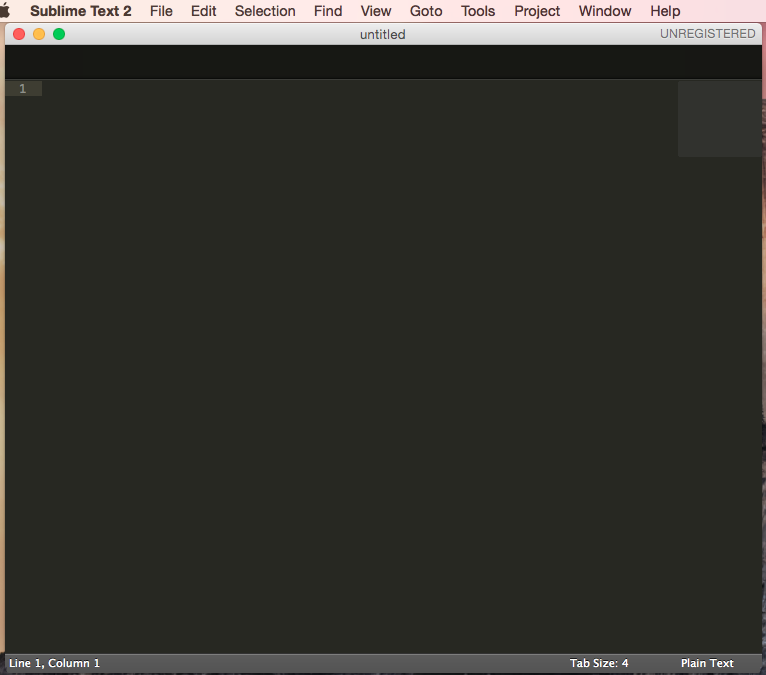 Sublime Text 2 File Edit Selection Find View Goto Tools Project Window Help
untitled UNREGISTERED
1
Line 1, Column 1 Tab Size: 4 Plain Text